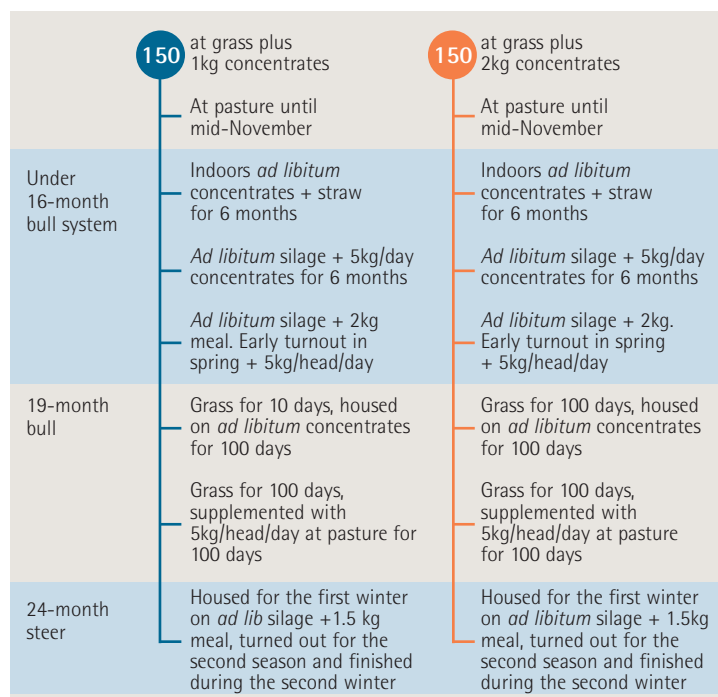 150
at grass plus
1kg concentrates
150
at grass plus
2kg concentrates
At pasture until
mid-November
At pasture until
mid-November
Under
16-month
bull system
Indoors ad libitum
concentrates + straw
for 6 months
Indoors ad libitum
concentrates + straw
for 6 months
Ad libitum silage + 5kg/day
concentrates for 6 months
Ad libitum silage + 5kg/day
concentrates for 6 months
Ad libitum silage + 2kg
meal. Early turnout in
spring + 5kg/head/day
Ad libitum silage + 2kg.
Early turnout in spring
+ 5kg/head/day
19-month
bull
Grass for 10 days, housed
on ad libitum concentrates
for 100 days
Grass for 100 days, housed
on ad libitum concentrates
for 100 days
Grass for 100 days,
supplemented with
5kg/head/day at pasture for
100 days
Grass for 100 days,
supplemented with
5kg/head/day at pasture
for 100 days
24-month
steer
Housed for the first winter
on ad lib silage +1.5 kg
meal, turned out for the
second season and finished
during the second winter
Housed for the first winter
on ad libitum silage + 1.5kg
meal, turned out for the
second season and finished
during the second winter